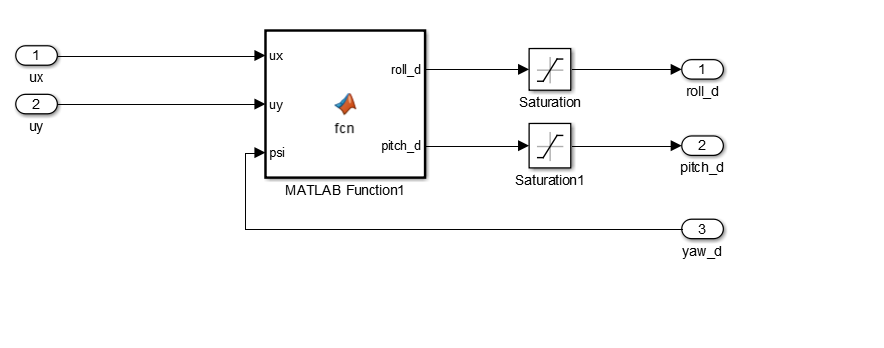 1
ux
2
uy
ux
uy
psi
fcn
roll_d
pitch_d
MATLAB Function1
Saturation
Saturation1
1
roll_d
2
pitch_d
3
yaw_d